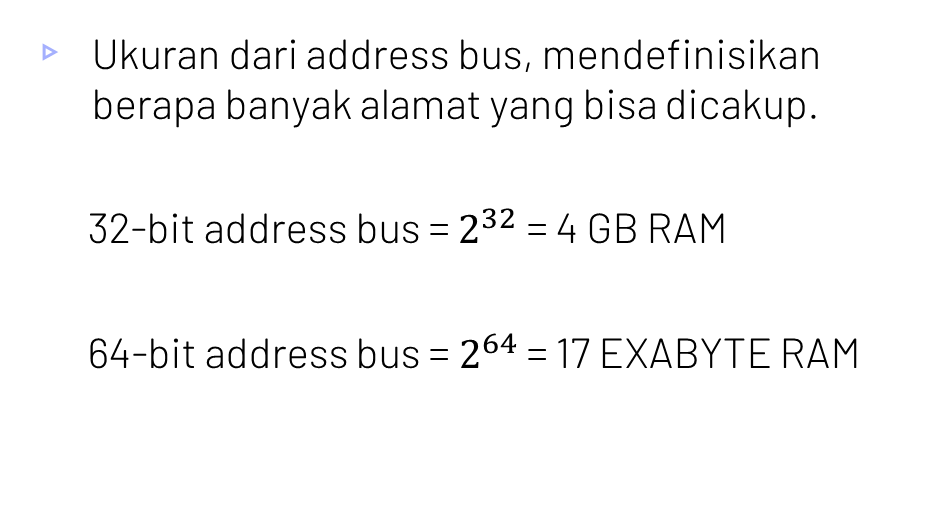 Ukuran dari address bus, mendefinisikan
berapa banyak alamat yang bisa dicakup.
32-bit address bus = 2³² = 4 GB RAM
64-bit address bus = 2⁶⁴ = 17 EXABYTE RAM